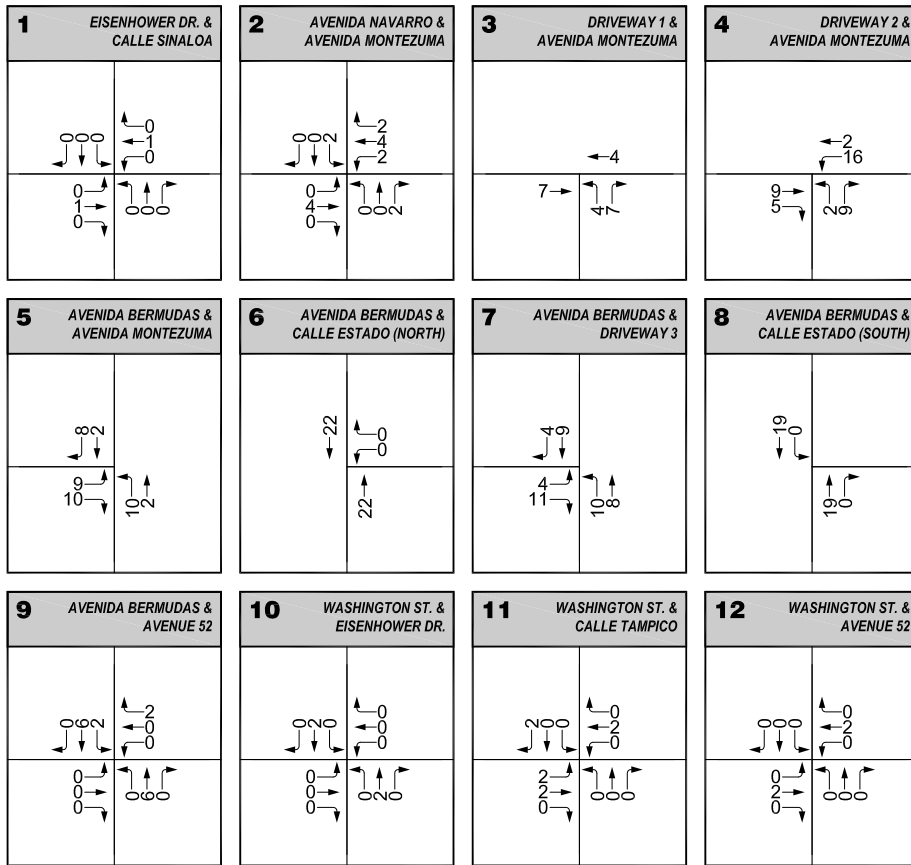 1 EISENHOWER DR. &
CALLE SINALOA
0 0 0
0
1
0
0
1
0
0 0 0
2 AVENIDA NAVARRO &
AVENIDA MONTEZUMA
0 0 2
2
4
2
0
4
0
0 0 2
3 DRIVEWAY 1 &
AVENIDA MONTEZUMA
4
7
4 7
4 DRIVEWAY 2 &
AVENIDA MONTEZUMA
2
16
9
5
2 9
5 AVENIDA BERMUDAS &
AVENIDA MONTEZUMA
8 2
9
10
10 2
6 AVENIDA BERMUDAS &
CALLE ESTADO (NORTH)
22
0
0
22
7 AVENIDA BERMUDAS &
DRIVEWAY 3
4 9
4
11
10 8
8 AVENIDA BERMUDAS &
CALLE ESTADO (SOUTH)
19 0
19 0
9 AVENIDA BERMUDAS &
AVENUE 52
0 6 2
2
0
0
0
0
0
0 6 0
10 WASHINGTON ST. &
EISENHOWER DR.
0 2 0
0
0
0
0
0
0
0 2 0
11 WASHINGTON ST. &
CALLE TAMPICO
2 0 0
0
2
0
2
2
0
0 0 0
12 WASHINGTON ST. &
AVENUE 52
0 0 0
0
2
0
0
2
0
0 0 0